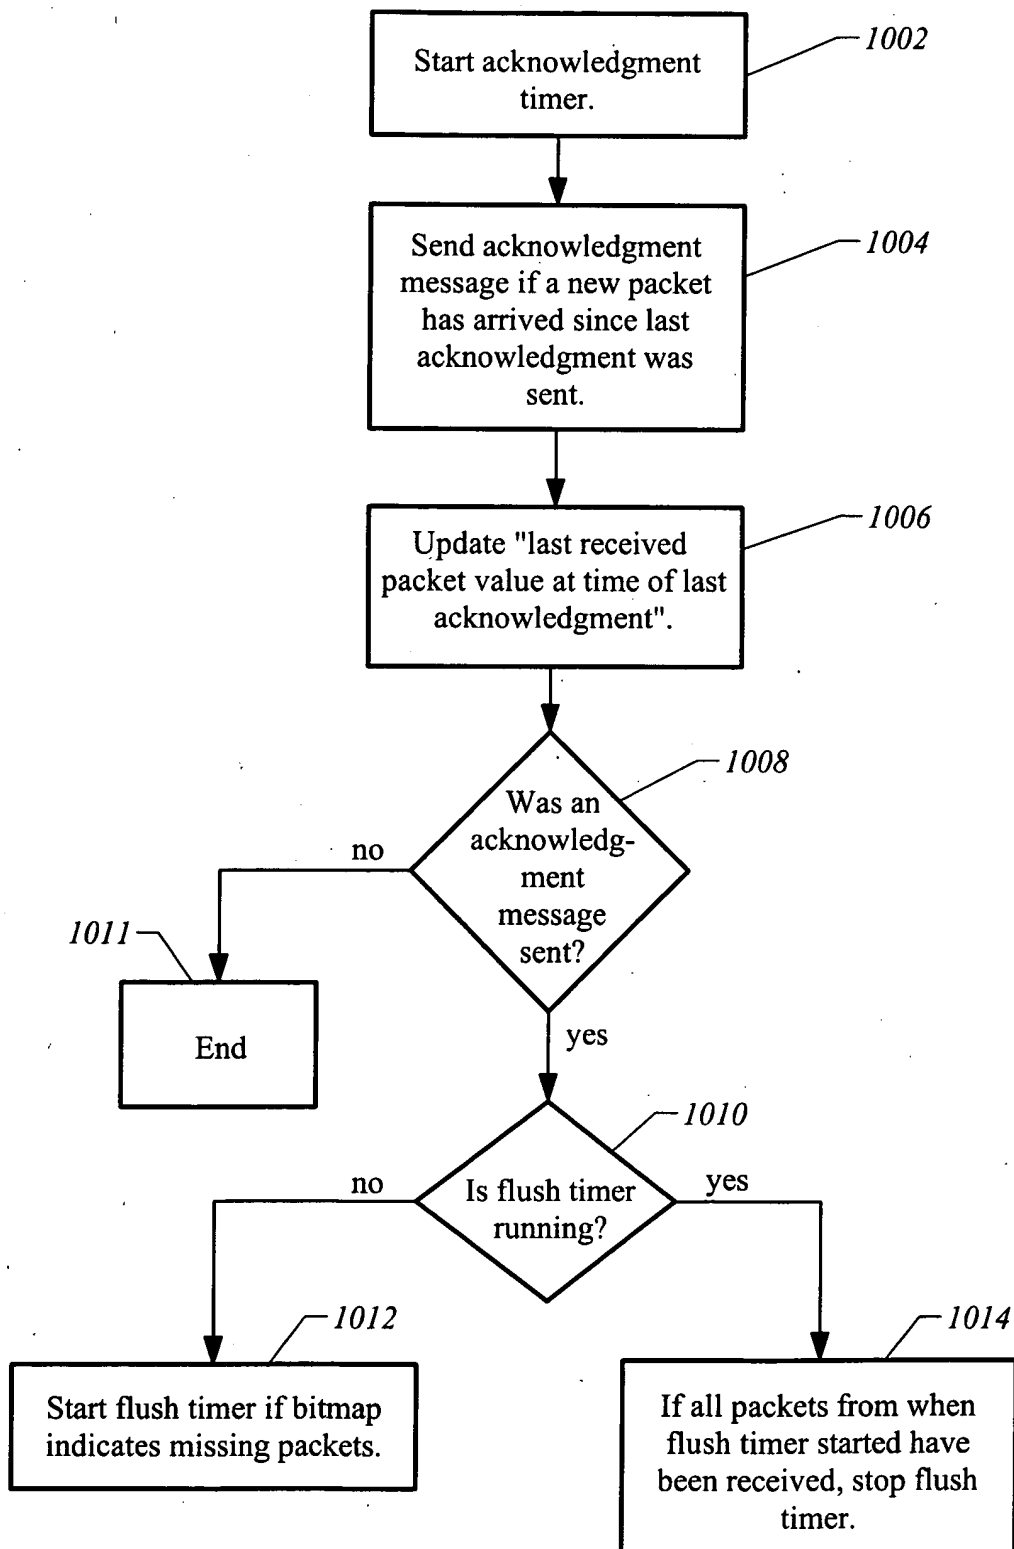 1002
Start acknowledgment
timer.
1004
Send acknowledgment
message if a new packet
has arrived since last
acknowledgment was
sent.
1006
Update "last received
packet value at time of last
acknowledgment".
1008
Was an
acknowledg-
ment
message
sent?
no
1011
End
yes
1010
Is flush timer
running?
no
yes
1012
Start flush timer if bitmap
indicates missing packets.
1014
If all packets from when
flush timer started have
been received, stop flush
timer.